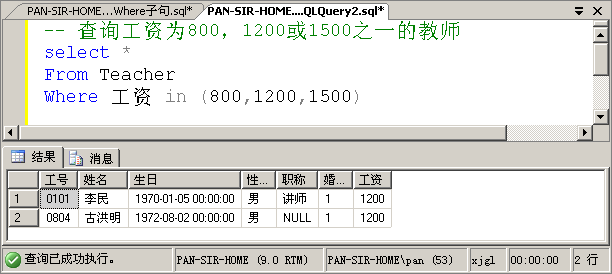 PAN-SIR-HOME...Where子句.sql* PAN-SIR-HOME....QLQuery2.sql*
-- 查询工资为800，1200或1500之一的教师
select *
From Teacher
Where 工资 in (800,1200,1500)
结果 消息
工号 姓名 生日 性... 职称 婚... 工资
1 0101 李民 1970-01-05 00:00:00 男 讲师 1 1200
2 0804 古洪明 1972-08-02 00:00:00 男 NULL 1 1200
查询已成功执行。 PAN-SIR-HOME (9.0 RTM) PAN-SIR-HOME\pan (53) xjgl 00:00:00 2 行